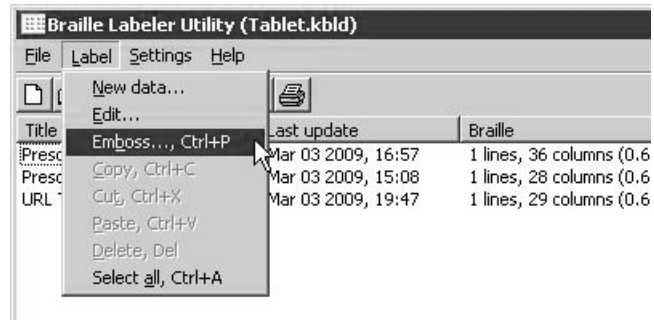 Braille Labeler Utility (Tablet.kbld)
File Label Settings Help
New data...
Edit...
Title Last update Braille
Emboss..., Ctrl+P
Presc Mar 03 2009, 16:57 1 lines, 36 columns (0.6
Copy, Ctrl+C
Presc Mar 03 2009, 15:08 1 lines, 28 columns (0.6
Cut, Ctrl+X
URL Mar 03 2009, 19:47 1 lines, 29 columns (0.6
Paste, Ctrl+V
Delete, Del
Select all, Ctrl+A